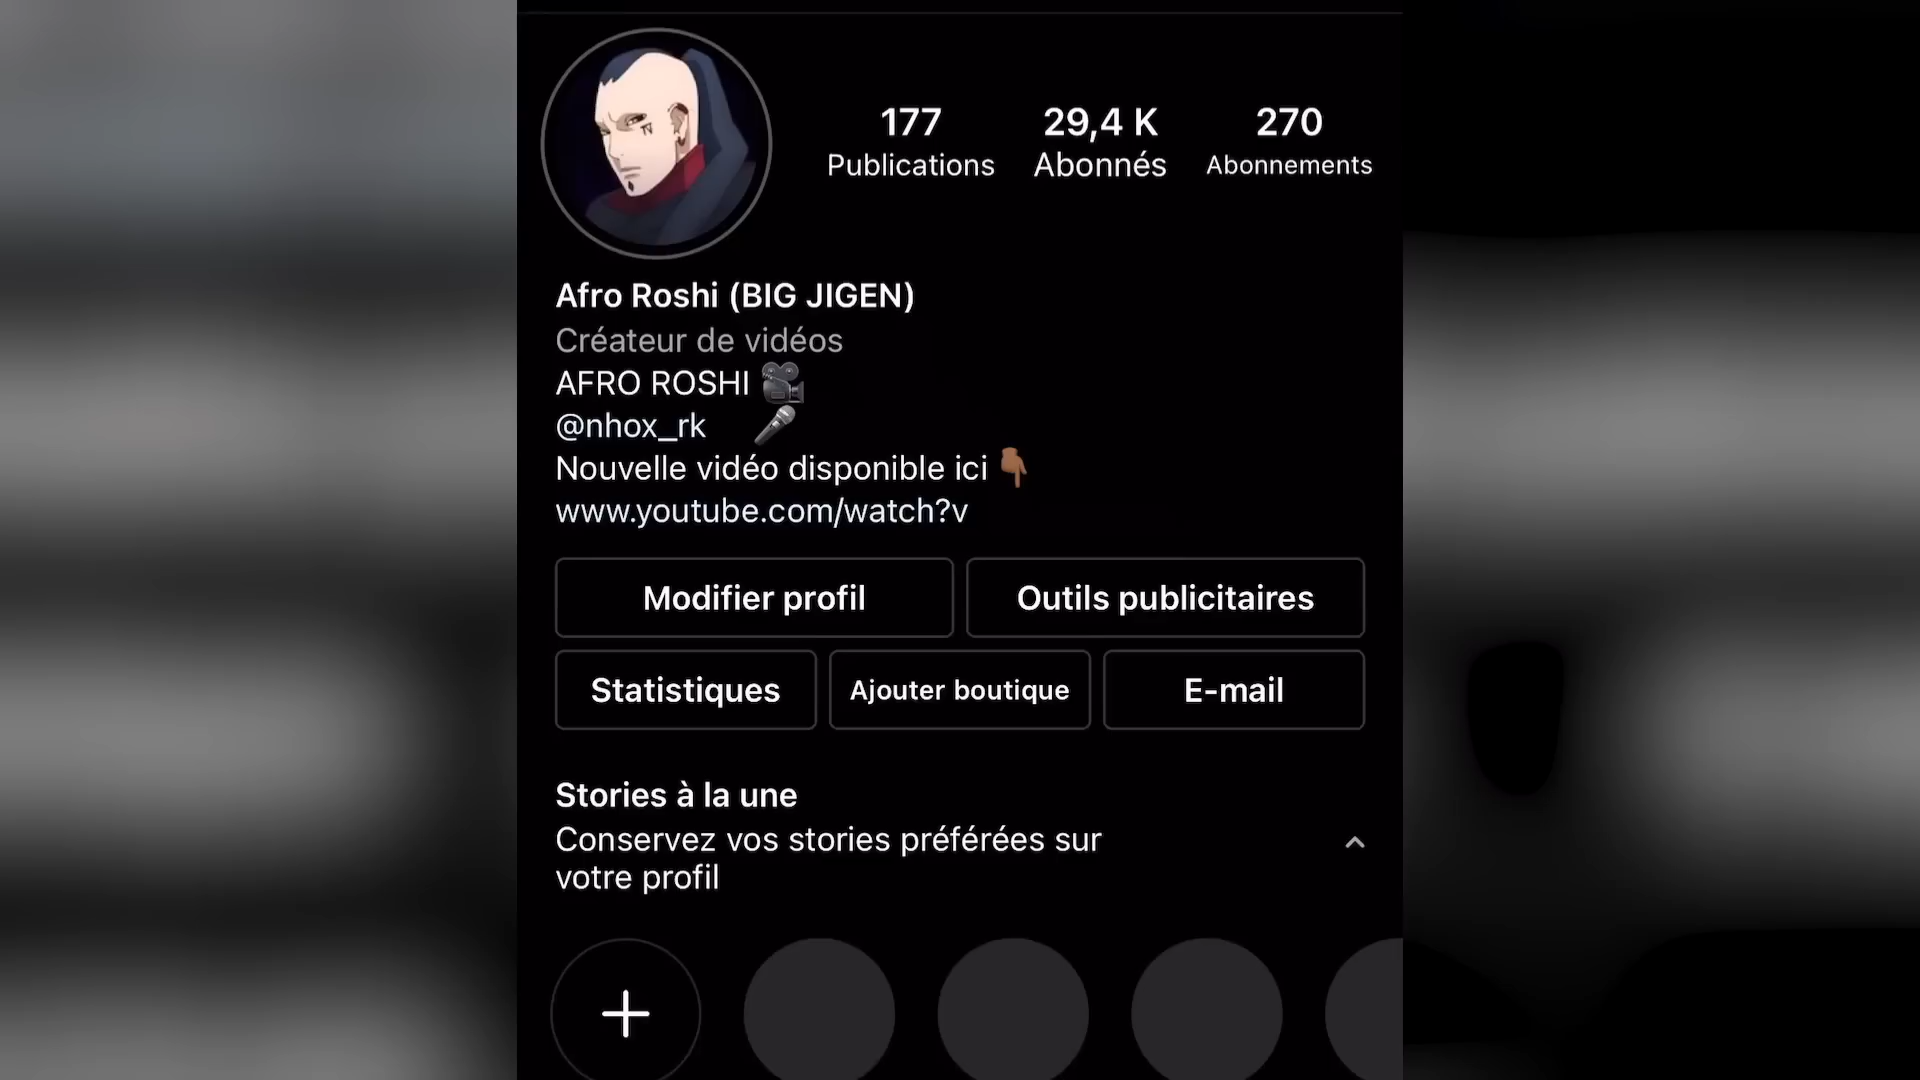 177
Publications
29,4 K
Abonnés
270
Abonnements
Afro Roshi (BIG JIGEN)
Créateur de vidéos
AFRO ROSHI 🎥
@nhox_rk 🎤
Nouvelle vidéo disponible ici 👇🏾
www.youtube.com/watch?v
Modifier profil
Outils publicitaires
Statistiques
Ajouter boutique
E-mail
Stories à la une
Conservez vos stories préférées sur
votre profil